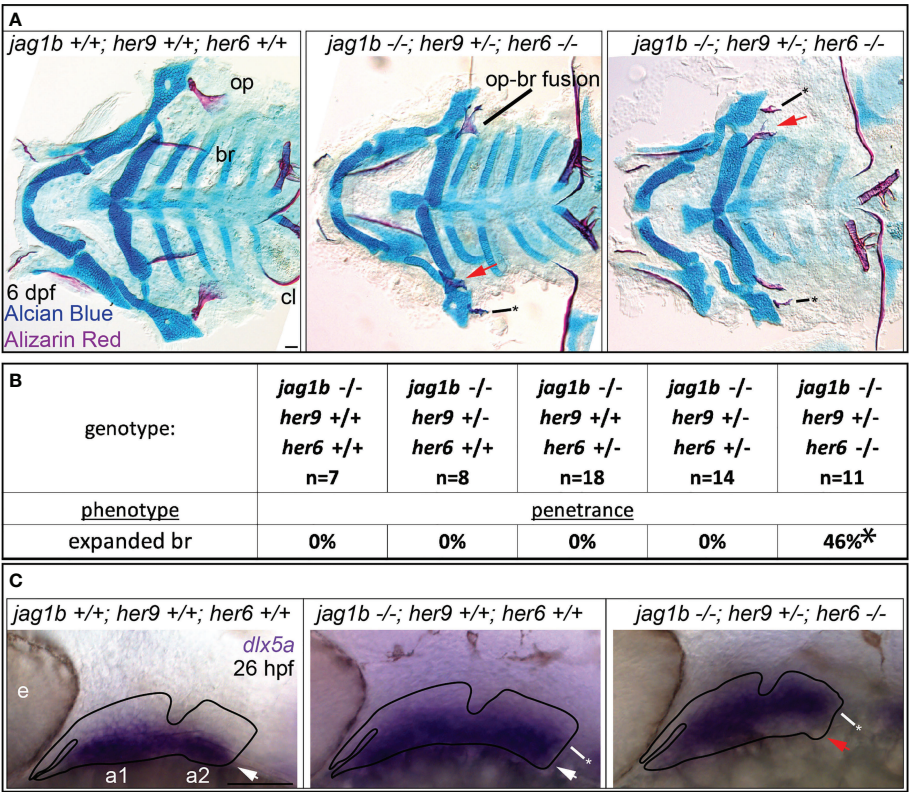 A
jag1b +/+; her9 +/+; her6 +/+
jag1b -/-; her9 +/-; her6 -/-
jag1b -/-; her9 +/-; her6 -/-
op
br
cl
6 dpf
Alcian Blue
Alizarin Red
op-br fusion
*
*
*
B
genotype:
jag1b -/-
her9 +/+
her6 +/+
n=7
jag1b -/-
her9 +/-
her6 +/+
n=8
jag1b -/-
her9 +/+
her6 +/-
n=18
jag1b -/-
her9 +/-
her6 +/-
n=14
jag1b -/-
her9 +/-
her6 -/-
n=11
phenotype
penetrance
expanded br
0%
0%
0%
0%
46%*
C
jag1b +/+; her9 +/+; her6 +/+
jag1b -/-; her9 +/+; her6 +/+
jag1b -/-; her9 +/-; her6 -/-
dlx5a
26 hpf
e
a1
a2
*
*